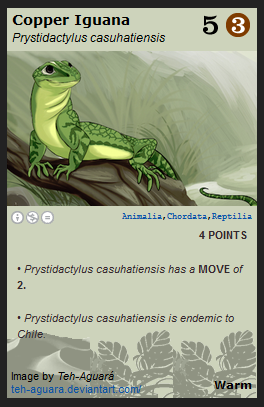 Copper Iguana 5 3
Prystidactylus casuhatiensis
Animalia,Chordata,Reptilia
4 POINTS
• Prystidactylus casuhatiensis has a MOVE of
2.
• Prystidactylus casuhatiensis is endemic to
Chile.
Image by Teh-Aguará
teh-aguara.deviantart.com/
Warm